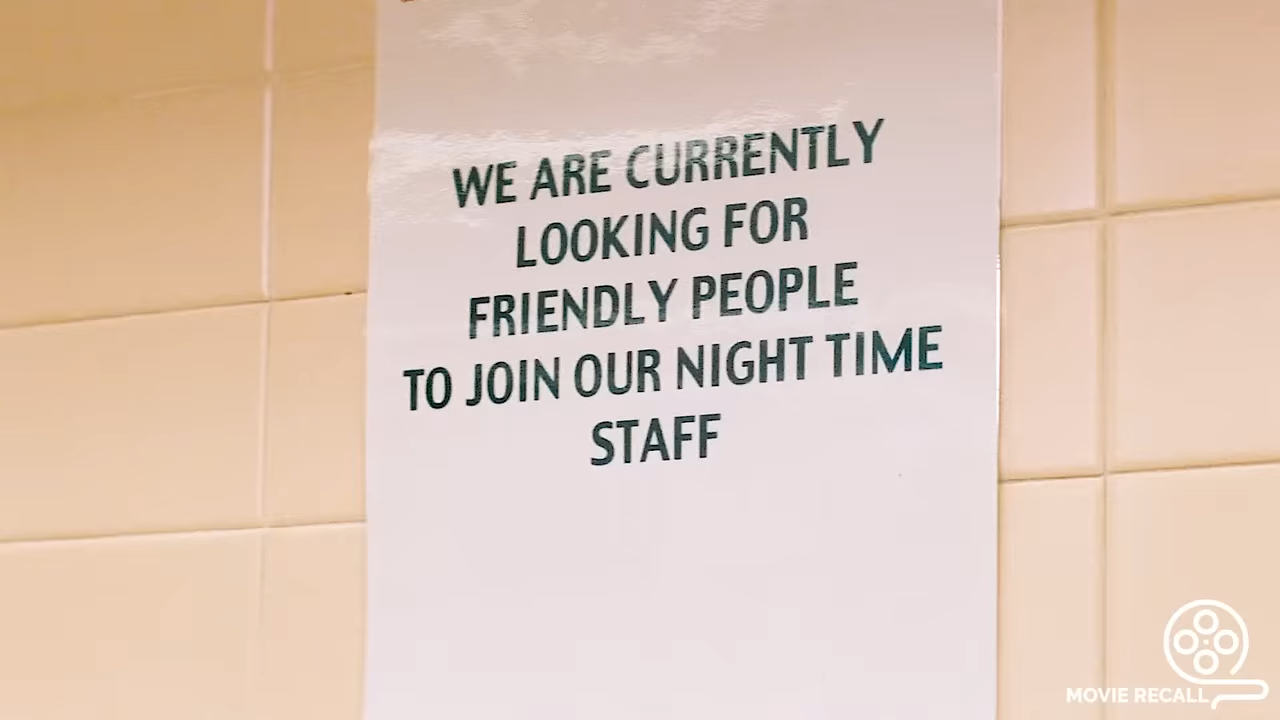 WE ARE CURRENTLY
LOOKING FOR
FRIENDLY PEOPLE
TO JOIN OUR NIGHT TIME
STAFF
MOVIE RECALL